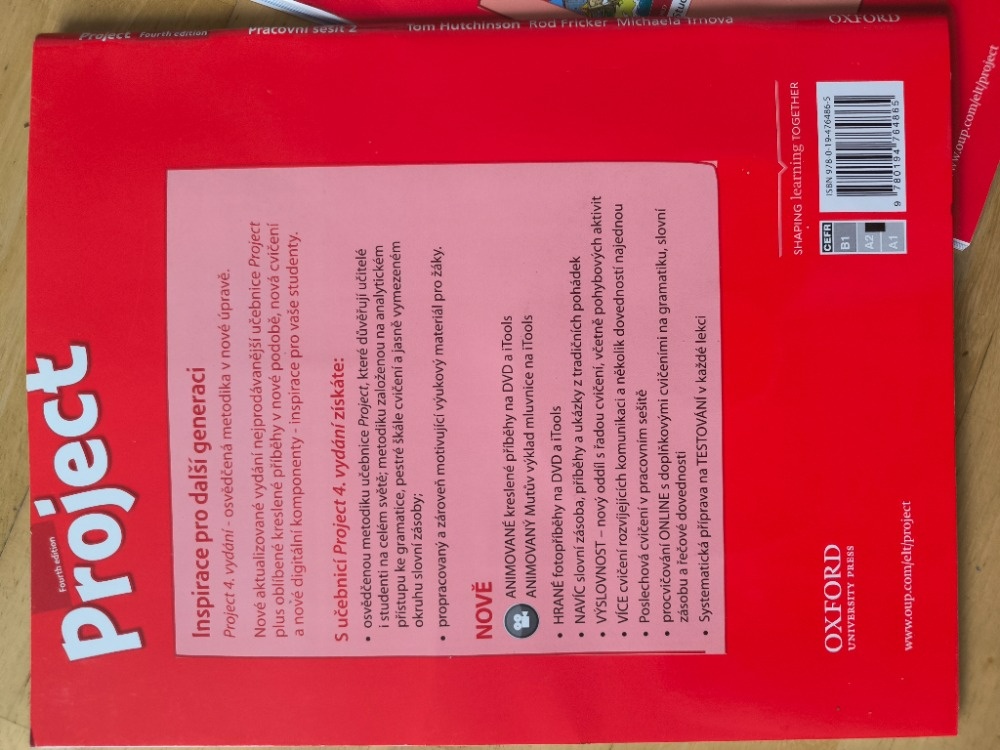 Project Fourth edition Pracovní sešit 2 Tom Hutchinson Rod Fricker Michaela Trnová OXFORD
Fourth edition
project
Inspirace pro další generaci
Project 4. vydání - osvědčená metodika v nové úpravě.
Nové aktualizované vydání nejprodávanější učebnice Project
plus oblíbené kreslené příběhy v nové podobě, nová cvičení
a nové digitální komponenty - inspirace pro vaše studenty.
S učebnicí Project 4. vydání získáte:
• osvědčenou metodiku učebnice Project, které důvěřují učitelé
i studenti na celém světě; metodiku založenou na analytickém
přístupu ke gramatice, pestré škále cvičení a jasně vymezeném
okruhu slovní zásoby;
• propracovaný a zároveň motivující výukový materiál pro žáky.
NOVĚ
ANIMOVANÉ kreslené příběhy na DVD a iTools
ANIMOVANÝ Mutův výklad mluvnice na iTools
• HRANÉ fotopříběhy na DVD a iTools
• NAVÍC slovní zásoba, příběhy a ukázky z tradičních pohádek
• VÝSLOVNOST – nový oddíl s řadou cvičení, včetně pohybových aktivit
• VÍCE cvičení rozvíjejících komunikaci a několik dovedností najednou
• Poslechová cvičení v pracovním sešitě
• procvičování ONLINE s doplňkovými cvičeními na gramatiku, slovní
zásobu a řečové dovednosti
• Systematická příprava na TESTOVÁNÍ v každé lekci
OXFORD
UNIVERSITY PRESS
www.oup.com/elt/project
SHAPING learning TOGETHER
CEFR
B1
A2
A1
ISBN 978-0-19-476486-5
9 780194 764865
www.oup.com/elt/project